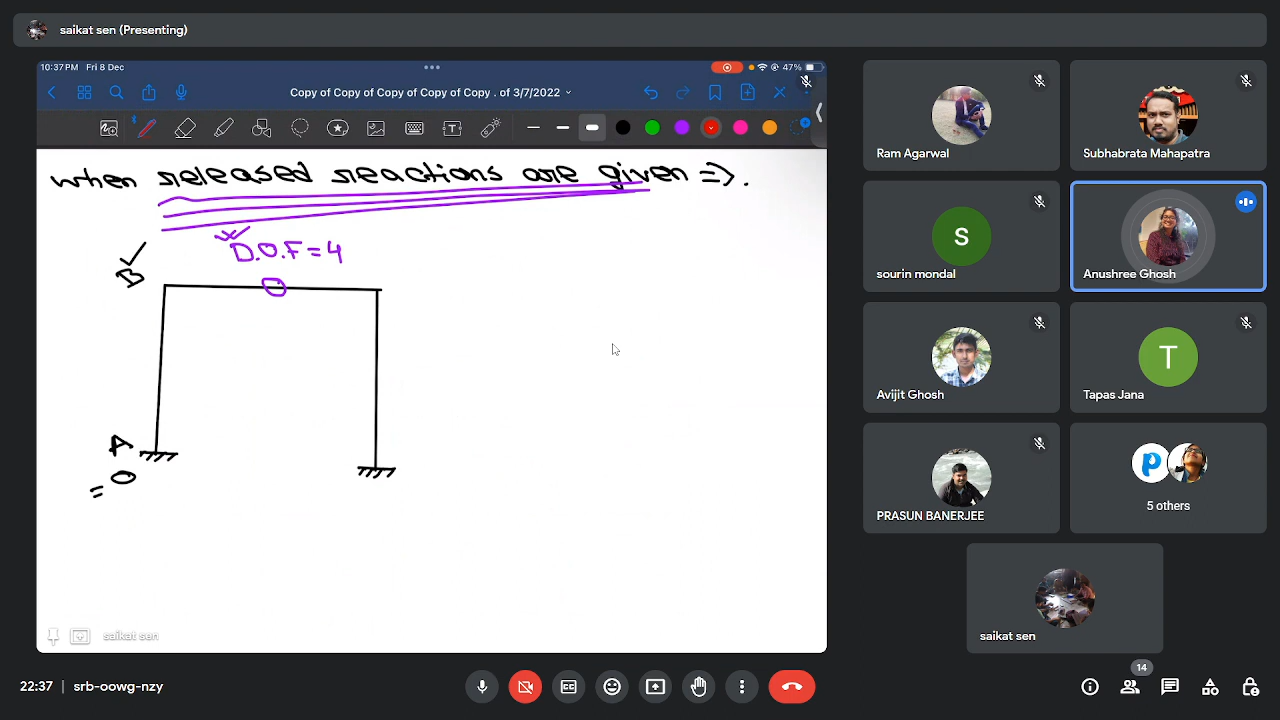 saikat sen (Presenting)
10:37 PM Fri 8 Dec
47%
Copy of Copy of Copy of Copy of Copy . of 3/7/2022
when released reactions are given =>.
D.O.F = 4
B
A
= 0
saikat sen
Ram Agarwal
Subhabrata Mahapatra
S
sourin mondal
Anushree Ghosh
Avijit Ghosh
T
Tapas Jana
PRASUN BANERJEE
P
5 others
saikat sen
22:37 | srb-oowg-nzy
14